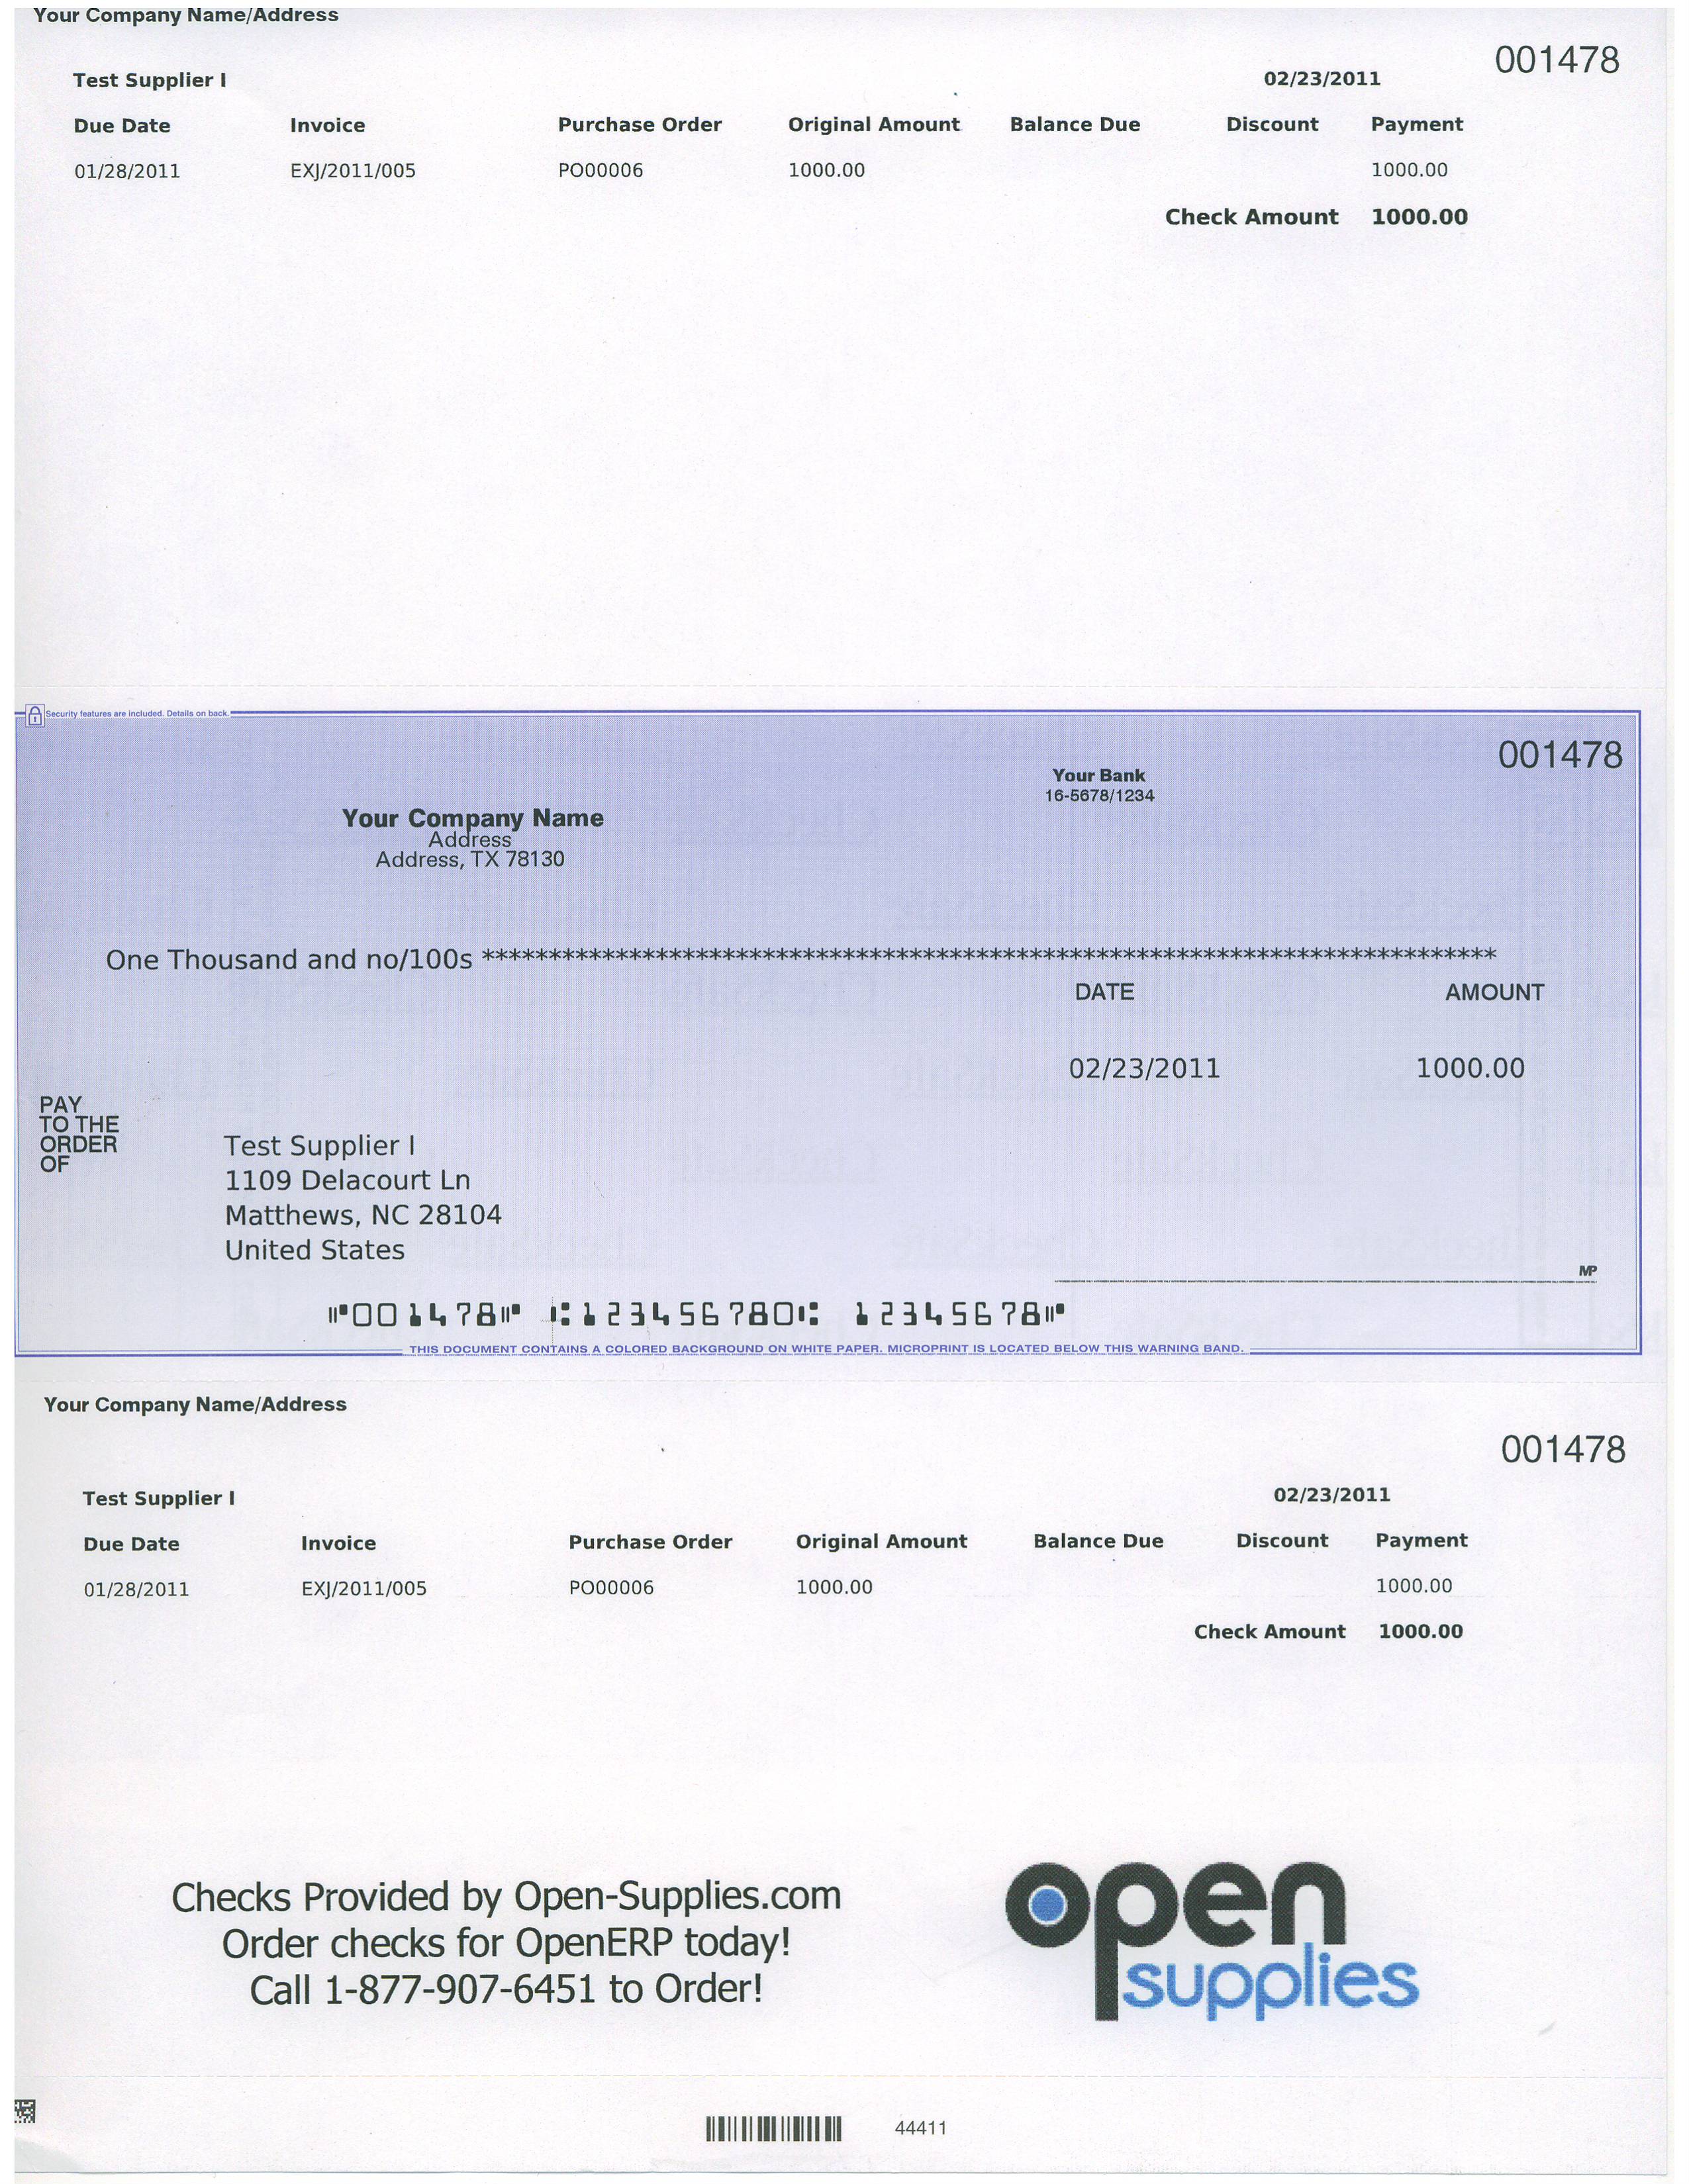 Your Company Name/Address
001478
Test Supplier I 02/23/2011
Due Date Invoice Purchase Order Original Amount Balance Due Discount Payment
01/28/2011 EXJ/2011/005 PO00006 1000.00 1000.00
Check Amount 1000.00
Security features are included. Details on back.
001478
Your Bank
16-5678/1234
Your Company Name
Address
Address, TX 78130
One Thousand and no/100s ****************************************************************************
DATE AMOUNT
02/23/2011 1000.00
PAY
TO THE
ORDER
OF
Test Supplier I
1109 Delacourt Ln
Matthews, NC 28104
United States
MP
⑈001478⑈ ⑆123456780⑆ 12345678⑈
THIS DOCUMENT CONTAINS A COLORED BACKGROUND ON WHITE PAPER. MICROPRINT IS LOCATED BELOW THIS WARNING BAND.
Your Company Name/Address
001478
Test Supplier I 02/23/2011
Due Date Invoice Purchase Order Original Amount Balance Due Discount Payment
01/28/2011 EXJ/2011/005 PO00006 1000.00 1000.00
Check Amount 1000.00
Checks Provided by Open-Supplies.com
Order checks for OpenERP today!
Call 1-877-907-6451 to Order!
open
supplies
44411